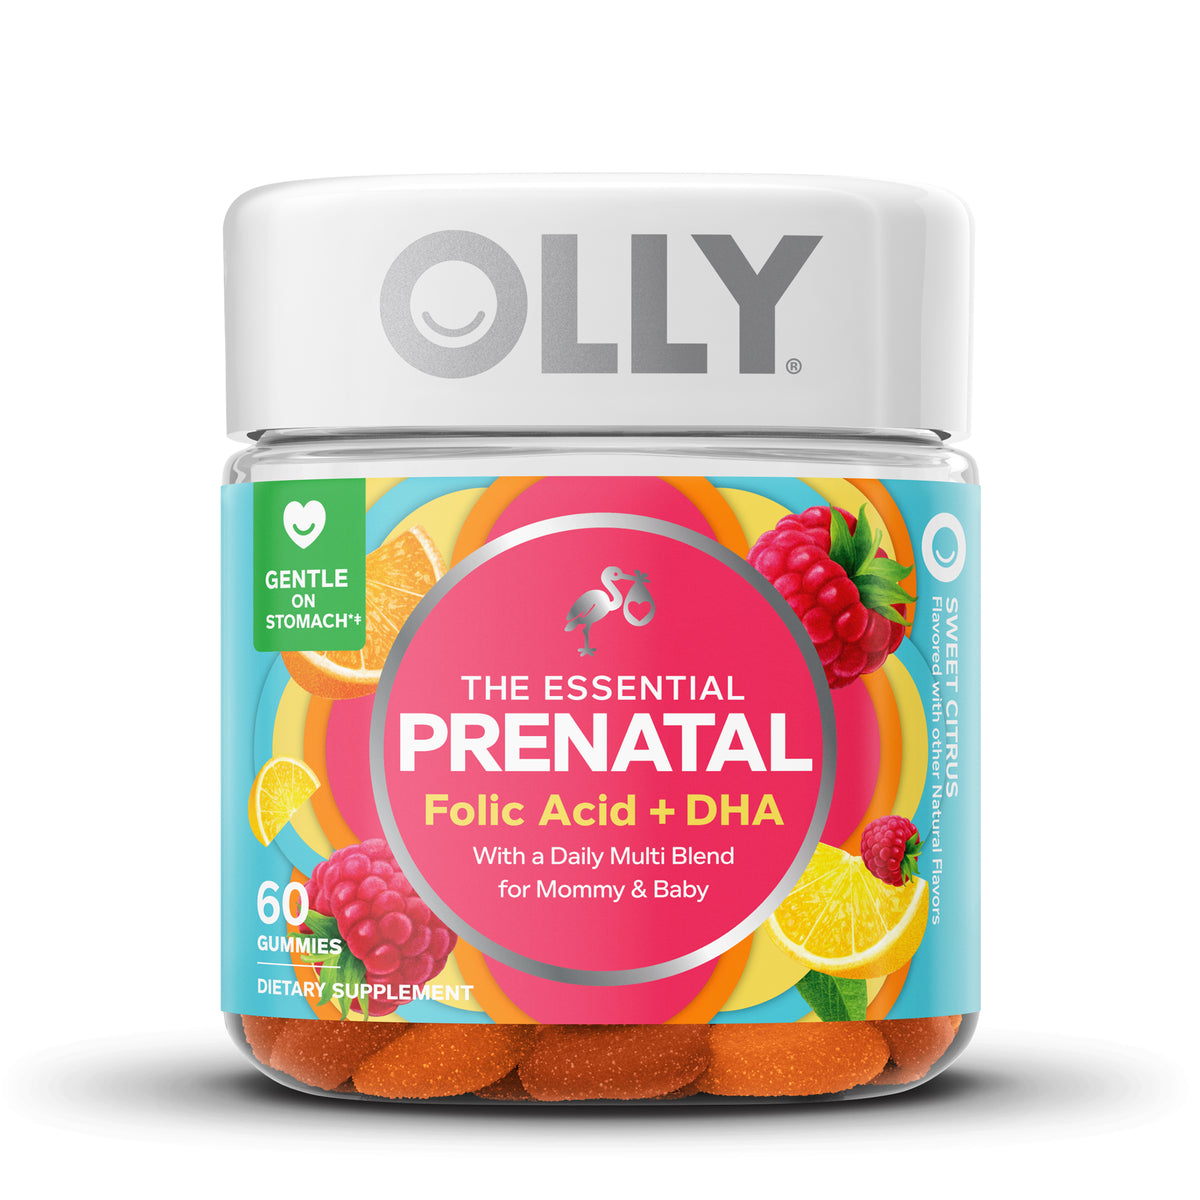 OLLY®
GENTLE
ON
STOMACH*‡
THE ESSENTIAL
PRENATAL
Folic Acid + DHA
With a Daily Multi Blend
for Mommy & Baby
60
GUMMIES
DIETARY SUPPLEMENT
SWEET CITRUS
Flavored with other Natural Flavors